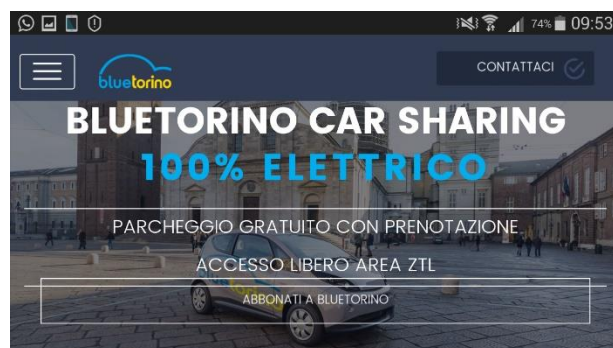 74% 09:53
bluetorino
CONTATTACI
BLUETORINO CAR SHARING
100% ELETTRICO
PARCHEGGIO GRATUITO CON PRENOTAZIONE
ACCESSO LIBERO AREA ZTL
ABBONATI A BLUETORINO
bluetorino